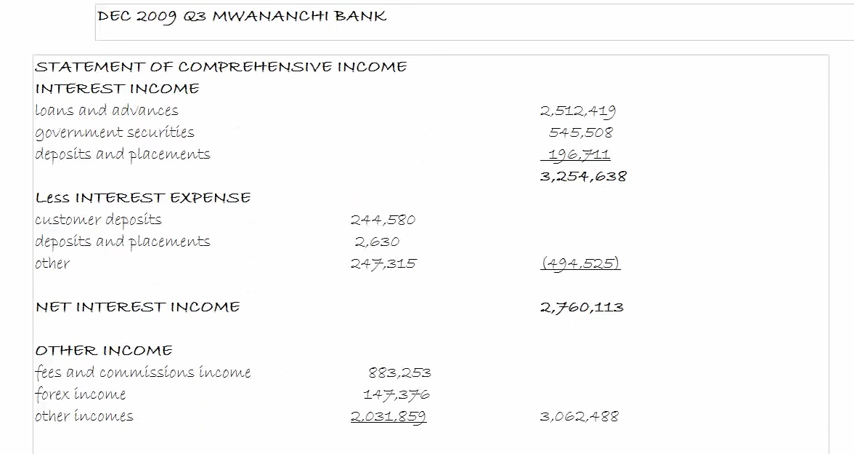 DEC 2009 Q3 MWANANCHI BANK
STATEMENT OF COMPREHENSIVE INCOME
INTEREST INCOME
loans and advances 2,512,419
government securities 545,508
deposits and placements 196,711
3,254,638
Less INTEREST EXPENSE
customer deposits 244,580
deposits and placements 2,630
other 247,315 (494,525)
NET INTEREST INCOME 2,760,113
OTHER INCOME
fees and commissions income 883,253
forex income 147,376
other incomes 2,031,859 3,062,488